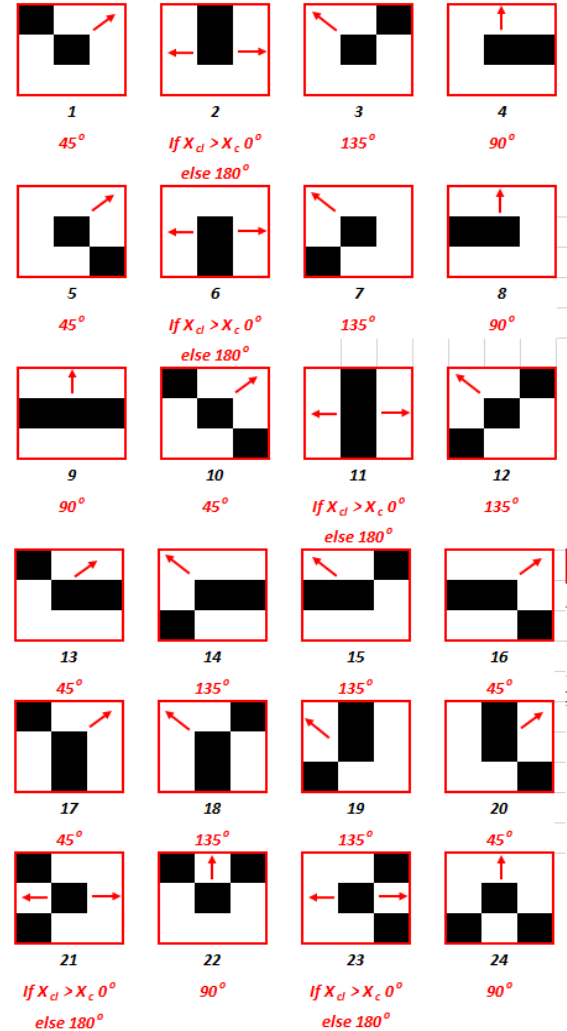 1 2 3 4
45° If X_cl > X_c 0° 135° 90°
else 180°
5 6 7 8
45° If X_cl > X_c 0° 135° 90°
else 180°
9 10 11 12
90° 45° If X_cl > X_c 0° 135°
else 180°
13 14 15 16
45° 135° 135° 45°
17 18 19 20
45° 135° 135° 45°
21 22 23 24
If X_cl > X_c 0° 90° If X_cl > X_c 0° 90°
else 180° else 180°